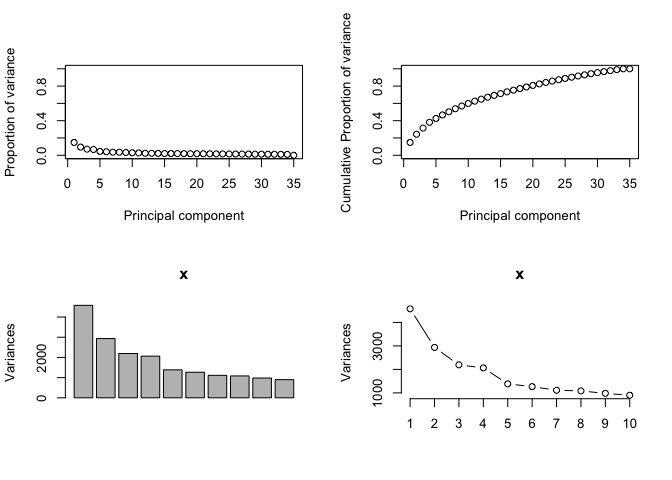 Proportion of variance
0.0 0.4 0.8
0 5 10 15 20 25 30 35
Principal component
Cumulative Proportion of variance
0.0 0.4 0.8
0 5 10 15 20 25 30 35
Principal component
x
Variances
0 2000
x
Variances
1000 3000
1 2 3 4 5 6 7 8 9 10